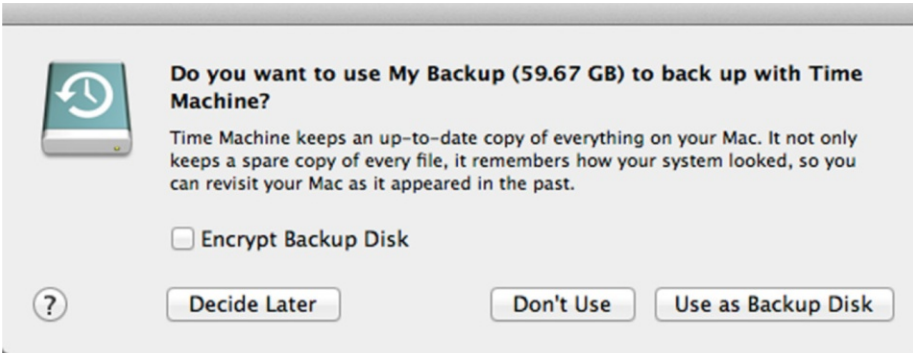 Do you want to use My Backup (59.67 GB) to back up with Time
Machine?
Time Machine keeps an up-to-date copy of everything on your Mac. It not only
keeps a spare copy of every file, it remembers how your system looked, so you
can revisit your Mac as it appeared in the past.
Encrypt Backup Disk
? Decide Later Don't Use Use as Backup Disk